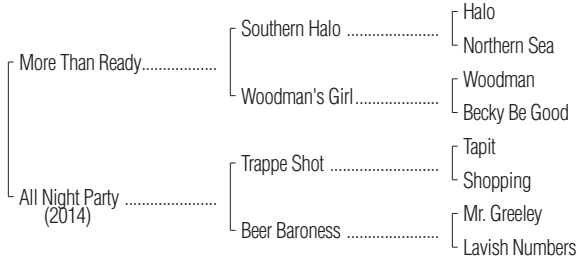 Halo
Southern Halo ...................
Northern Sea
More Than Ready...............
Woodman
Woodman's Girl .................
Becky Be Good
Tapit
Trappe Shot ......................
Shopping
All Night Party ..................
(2014)
Mr. Greeley
Beer Baroness ...................
Lavish Numbers